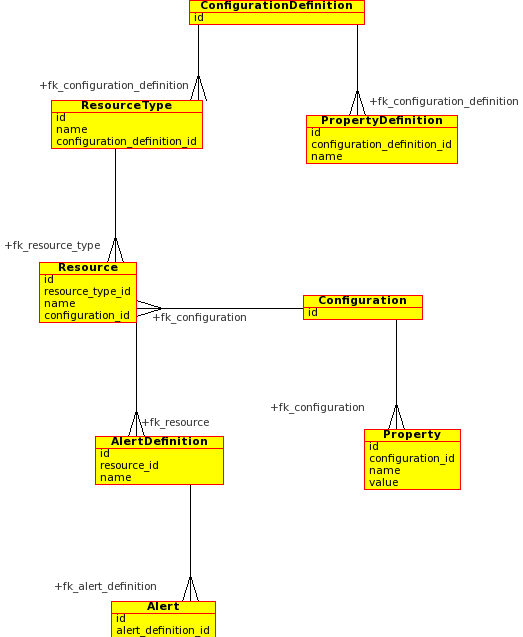 ConfigurationDefinition
id
+fk_configuration_definition
+fk_configuration_definition
ResourceType
id
name
configuration_definition_id
PropertyDefinition
id
configuration_definition_id
name
+fk_resource_type
Resource
id
resource_type_id
name
configuration_id
+fk_configuration
Configuration
id
+fk_configuration
+fk_resource
AlertDefinition
id
resource_id
name
Property
id
configuration_id
name
value
+fk_alert_definition
Alert
id
alert_definition_id